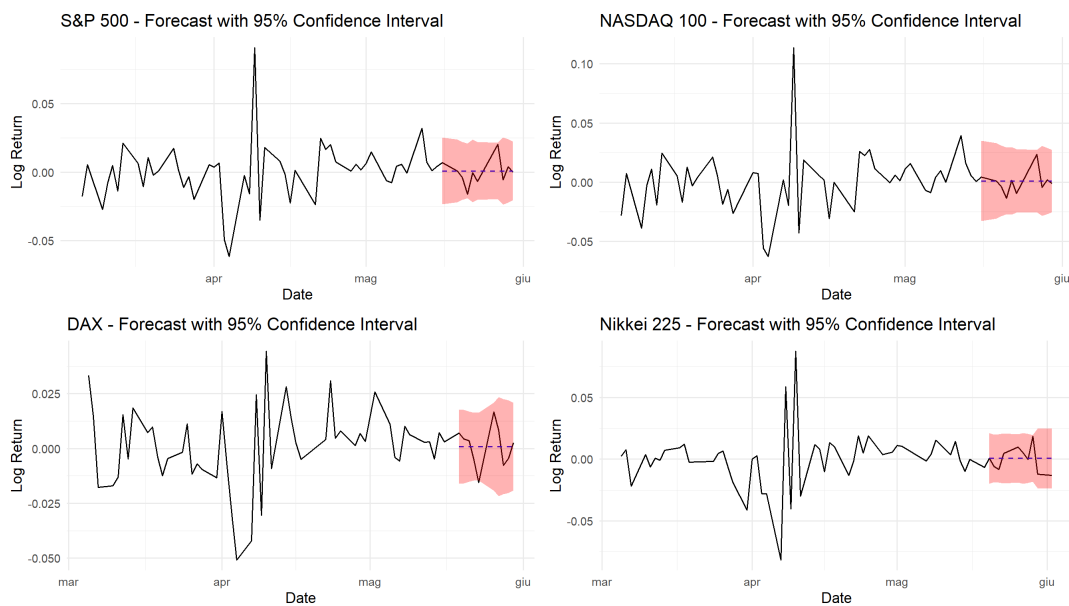 S&P 500 - Forecast with 95% Confidence Interval
Log Return
0.05
0.00
-0.05
apr
mag
giu
Date
NASDAQ 100 - Forecast with 95% Confidence Interval
Log Return
0.10
0.05
0.00
-0.05
apr
mag
giu
Date
DAX - Forecast with 95% Confidence Interval
Log Return
0.025
0.000
-0.025
-0.050
mar
apr
mag
giu
Date
Nikkei 225 - Forecast with 95% Confidence Interval
Log Return
0.05
0.00
-0.05
mar
apr
mag
giu
Date